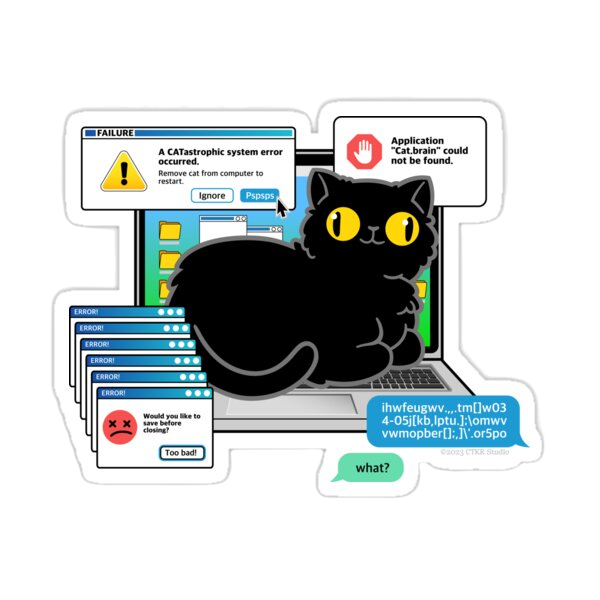 FAILURE
A CATastrophic system error
occurred.
Remove cat from computer to
restart.
Ignore
Pspsps
Application
"Cat.brain" could
not be found.
ERROR!
ERROR!
ERROR!
ERROR!
ERROR!
ERROR!
Would you like to
save before
closing?
Too bad!
ihwfeugwv.,,.tm[]w03
4-05j[kb,lptu.];\omwv
vwmopber[];,]\'.or5po
©2023 CTKR Studio
what?